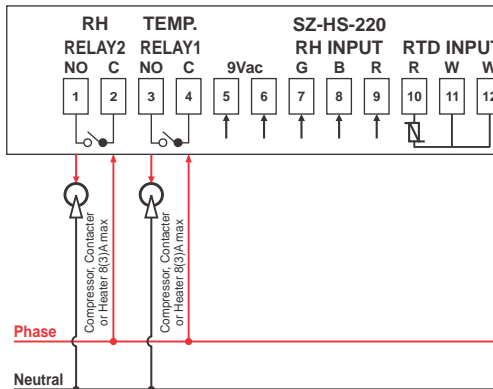 RH TEMP. SZ-HS-220
RELAY2 RELAY1 RH INPUT RTD INPUT
NO C NO C 9Vac G B R R W W
1 2 3 4 5 6 7 8 9 10 11 12
Compressor, Contacter
or Heater 8(3)A max
Compressor, Contacter
or Heater 8(3)A max
Phase
Neutral